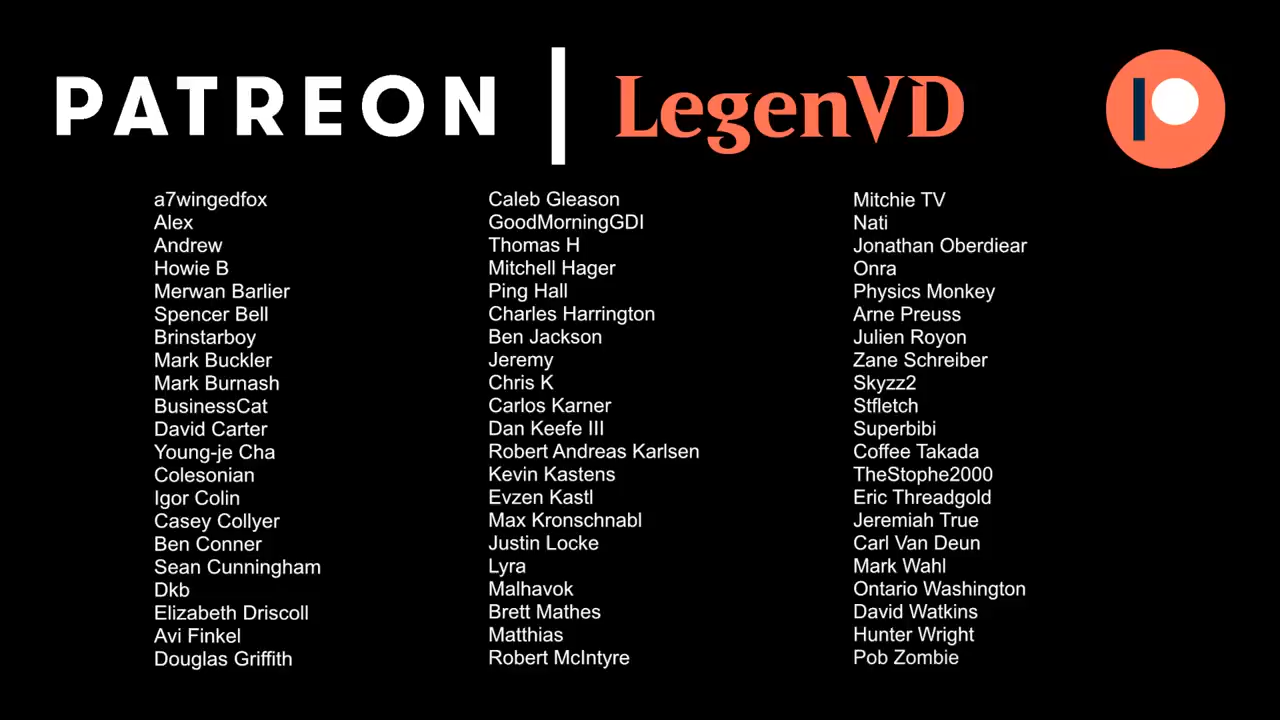 PATREON | LegenVD
a7wingedfox
Alex
Andrew
Howie B
Merwan Barlier
Spencer Bell
Brinstarboy
Mark Buckler
Mark Burnash
BusinessCat
David Carter
Young-je Cha
Colesonian
Igor Colin
Casey Collyer
Ben Conner
Sean Cunningham
Dkb
Elizabeth Driscoll
Avi Finkel
Douglas Griffith
Caleb Gleason
GoodMorningGDI
Thomas H
Mitchell Hager
Ping Hall
Charles Harrington
Ben Jackson
Jeremy
Chris K
Carlos Karner
Dan Keefe III
Robert Andreas Karlsen
Kevin Kastens
Evzen Kastl
Max Kronschnabl
Justin Locke
Lyra
Malhavok
Brett Mathes
Matthias
Robert McIntyre
Mitchie TV
Nati
Jonathan Oberdiear
Onra
Physics Monkey
Arne Preuss
Julien Royon
Zane Schreiber
Skyzz2
Stfletch
Superbibi
Coffee Takada
TheStophe2000
Eric Threadgold
Jeremiah True
Carl Van Deun
Mark Wahl
Ontario Washington
David Watkins
Hunter Wright
Pob Zombie